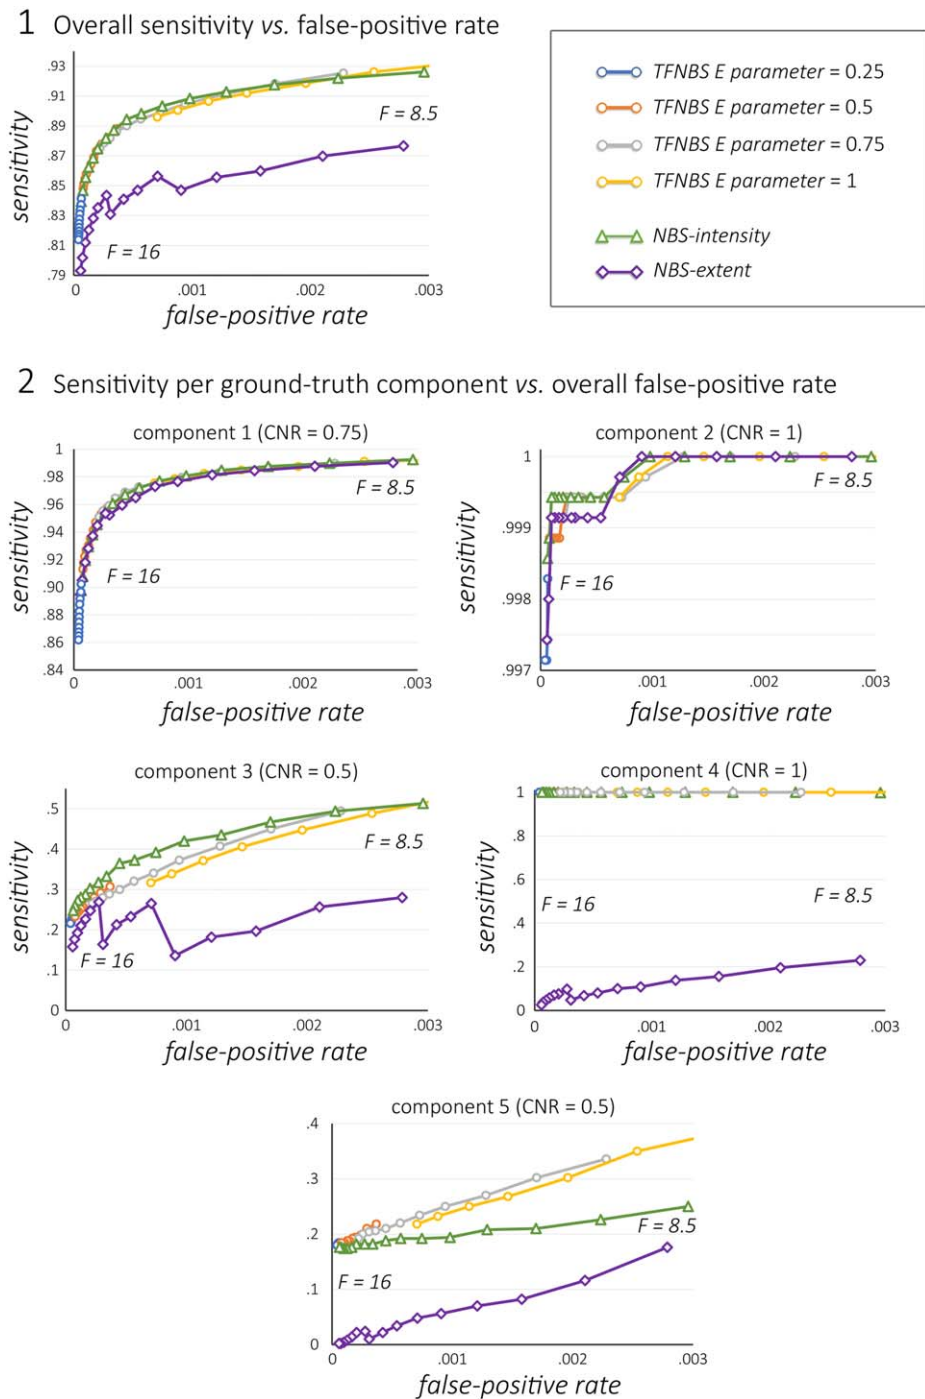 1 Overall sensitivity vs. false-positive rate
.93
.91
.89
.87
.85
.83
.81
.79
sensitivity
F = 8.5
F = 16
0 .001 .002 .003
false-positive rate
TFNBS E parameter = 0.25
TFNBS E parameter = 0.5
TFNBS E parameter = 0.75
TFNBS E parameter = 1
NBS-intensity
NBS-extent
2 Sensitivity per ground-truth component vs. overall false-positive rate
component 1 (CNR = 0.75)
1
.98
.96
.94
.92
.90
.88
.86
.84
sensitivity
F = 8.5
F = 16
0 .001 .002 .003
false-positive rate
component 2 (CNR = 1)
1
.999
.998
.997
sensitivity
F = 8.5
F = 16
0 .001 .002 .003
false-positive rate
component 3 (CNR = 0.5)
.5
.4
.3
.2
.1
0
sensitivity
F = 8.5
F = 16
0 .001 .002 .003
false-positive rate
component 4 (CNR = 1)
1
.8
.6
.4
.2
0
sensitivity
F = 16
F = 8.5
0 .001 .002 .003
false-positive rate
component 5 (CNR = 0.5)
.4
.3
.2
.1
0
sensitivity
F = 8.5
F = 16
0 .001 .002 .003
false-positive rate